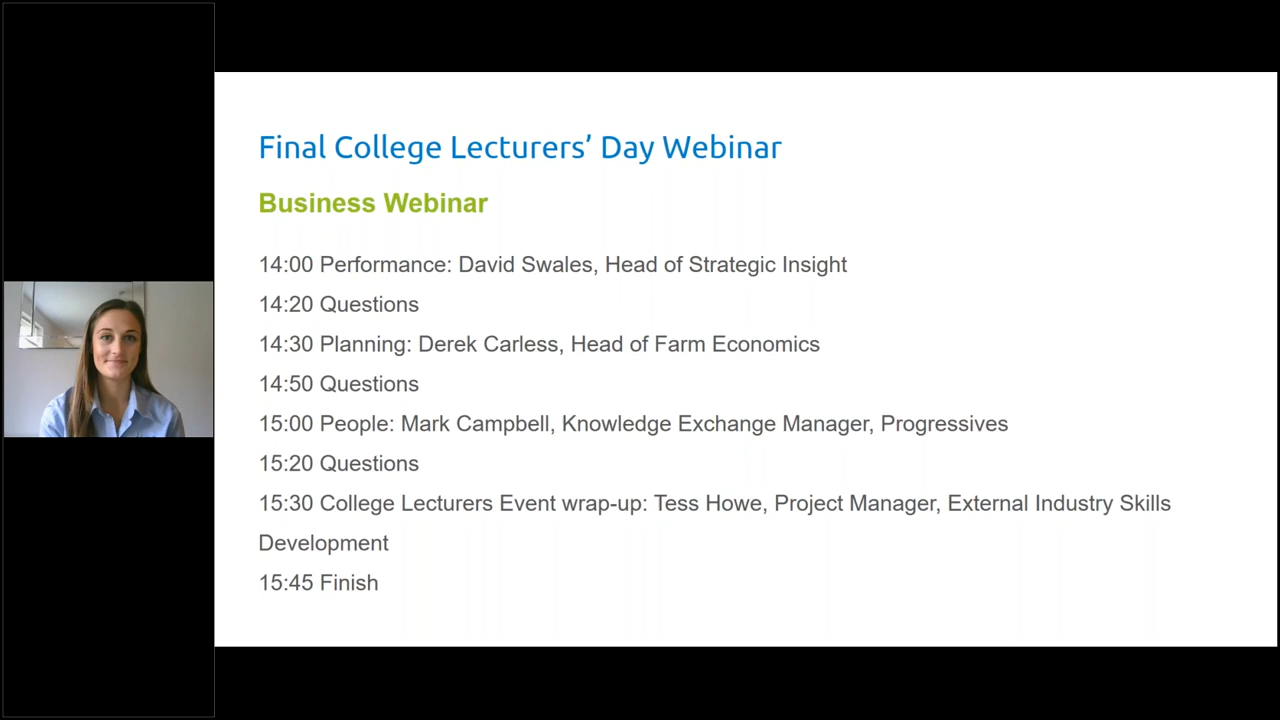 Final College Lecturers’ Day Webinar
Business Webinar
14:00 Performance: David Swales, Head of Strategic Insight
14:20 Questions
14:30 Planning: Derek Carless, Head of Farm Economics
14:50 Questions
15:00 People: Mark Campbell, Knowledge Exchange Manager, Progressives
15:20 Questions
15:30 College Lecturers Event wrap-up: Tess Howe, Project Manager, External Industry Skills
Development
15:45 Finish